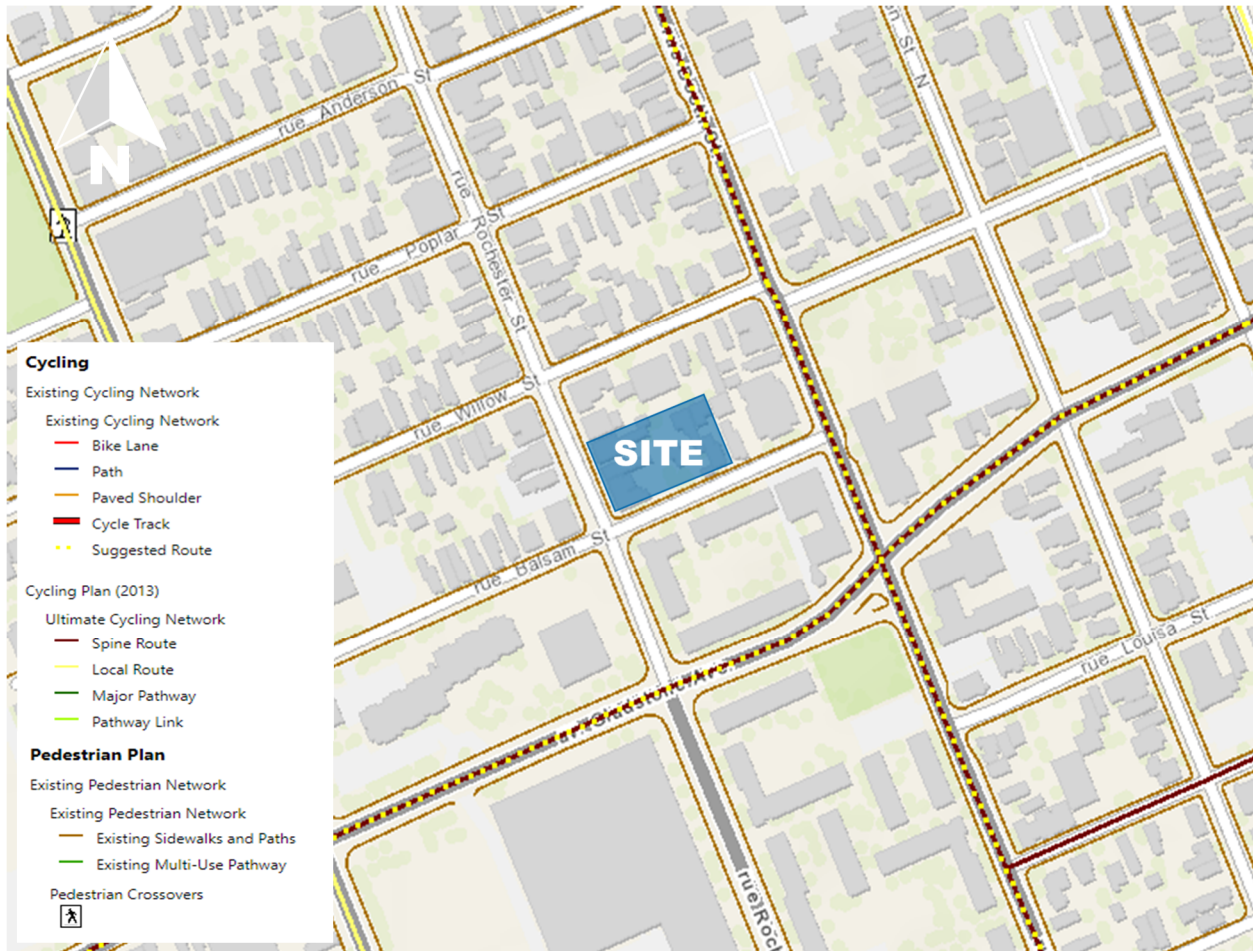 N
rue Anderson St
St N
rue Rochester St
rue Poplar St
rue Willow St
SITE
rue Balsam St
rue Louisa St
Cycling
Existing Cycling Network
Existing Cycling Network
Bike Lane
Path
Paved Shoulder
Cycle Track
Suggested Route
Cycling Plan (2013)
Ultimate Cycling Network
Spine Route
Local Route
Major Pathway
Pathway Link
Pedestrian Plan
Existing Pedestrian Network
Existing Pedestrian Network
Existing Sidewalks and Paths
Existing Multi-Use Pathway
Pedestrian Crossovers
Gladstone Ave
rue Roc